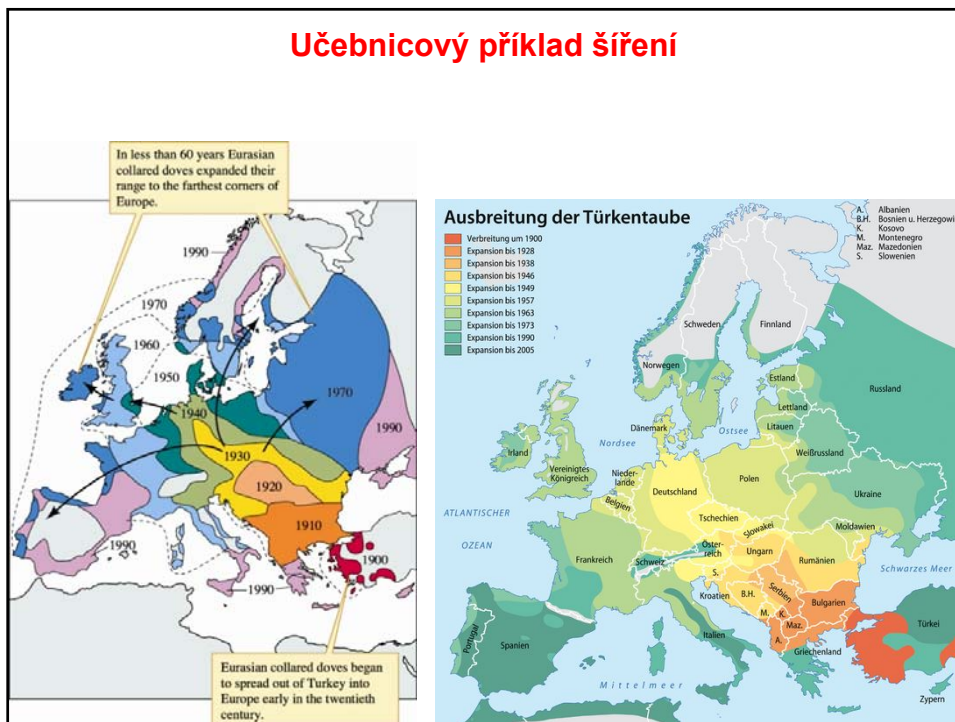 Učebnicový příklad šíření
In less than 60 years Eurasian
collared doves expanded their
range to the farthest corners of
Europe.
1990
1970
1960
1950
1940
1970
1990
1930
1920
1910
1900
1990
1990
Eurasian collared doves began
to spread out of Turkey into
Europe early in the twentieth
century.
Ausbreitung der Türkentaube
Verbreitung um 1900
Expansion bis 1928
Expansion bis 1938
Expansion bis 1946
Expansion bis 1949
Expansion bis 1957
Expansion bis 1963
Expansion bis 1973
Expansion bis 1990
Expansion bis 2005
A. Albanien
B.H. Bosnien u. Herzegowi
K. Kosovo
M. Montenegro
Maz. Mazedonien
S. Slowenien
Schweden
Finnland
Norwegen
Russland
Estland
Lettland
Litauen
Dänemark
Ostsee
Nordsee
Weißrussland
Irland
Vereinigtes
Königreich
Nieder-
lande
Belgien
Deutschland
Polen
Ukraine
ATLANTISCHER
OZEAN
Tschechien
Slowakei
Moldawien
Frankreich
Schweiz
Öster-
reich
Ungarn
Rumänien
Schwarzes Meer
S.
Kroatien
B.H.
Serbien
Bulgarien
M.
K.
Maz.
A.
Portugal
Spanien
Italien
Griechenland
Türkei
Mittelmeer
Zypern